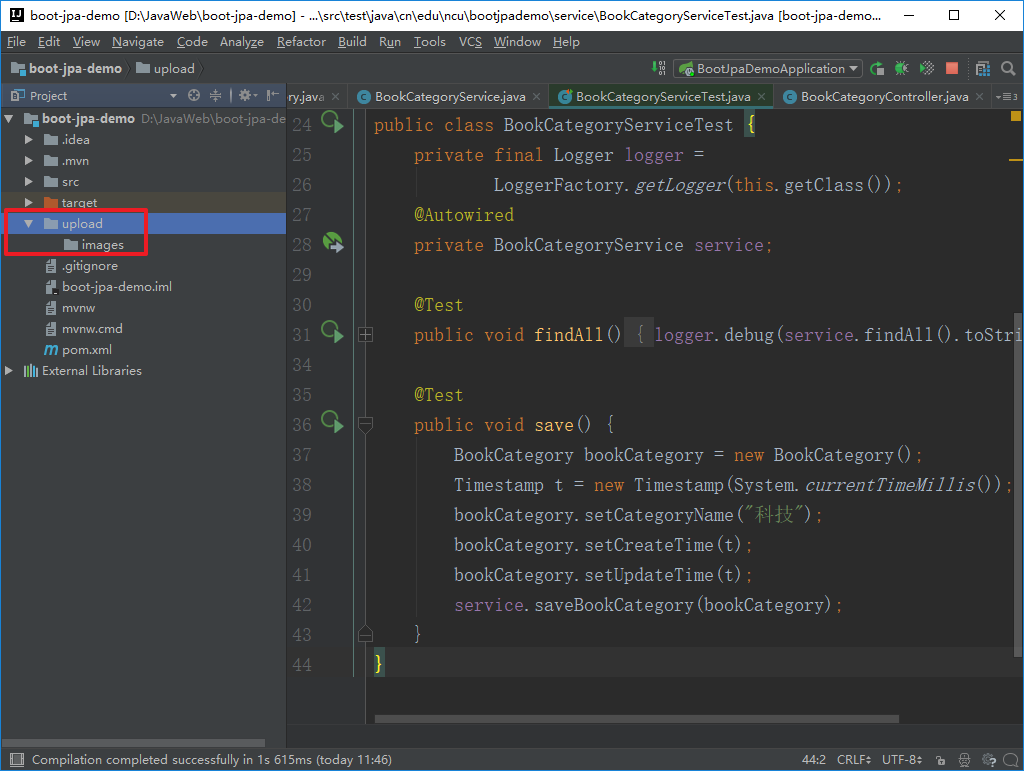 boot-jpa-demo [D:\JavaWeb\boot-jpa-demo] - ...\src\test\java\cn\edu\ncu\bootjpademo\service\BookCategoryServiceTest.java [boot-jpa-demo...
File Edit View Navigate Code Analyze Refactor Build Run Tools VCS Window Help
boot-jpa-demo upload BootJpaDemoApplication
Project
ry.java BookCategoryService.java BookCategoryServiceTest.java BookCategoryController.java 3
boot-jpa-demo D:\JavaWeb\boot-jpa-de
.idea
.mvn
src
target
upload
images
.gitignore
boot-jpa-demo.iml
mvnw
mvnw.cmd
pom.xml
External Libraries
24 public class BookCategoryServiceTest {
25 private final Logger logger =
26 LoggerFactory.getLogger(this.getClass());
27 @Autowired
28 private BookCategoryService service;
29
30 @Test
31 public void findAll() { logger.debug(service.findAll().toStri
34
35 @Test
36 public void save() {
37 BookCategory bookCategory = new BookCategory();
38 Timestamp t = new Timestamp(System.currentTimeMillis());
39 bookCategory.setCategoryName("科技");
40 bookCategory.setCreateTime(t);
41 bookCategory.setUpdateTime(t);
42 service.saveBookCategory(bookCategory);
43 }
44 }
Compilation completed successfully in 1s 615ms (today 11:46) 44:2 CRLF UTF-8